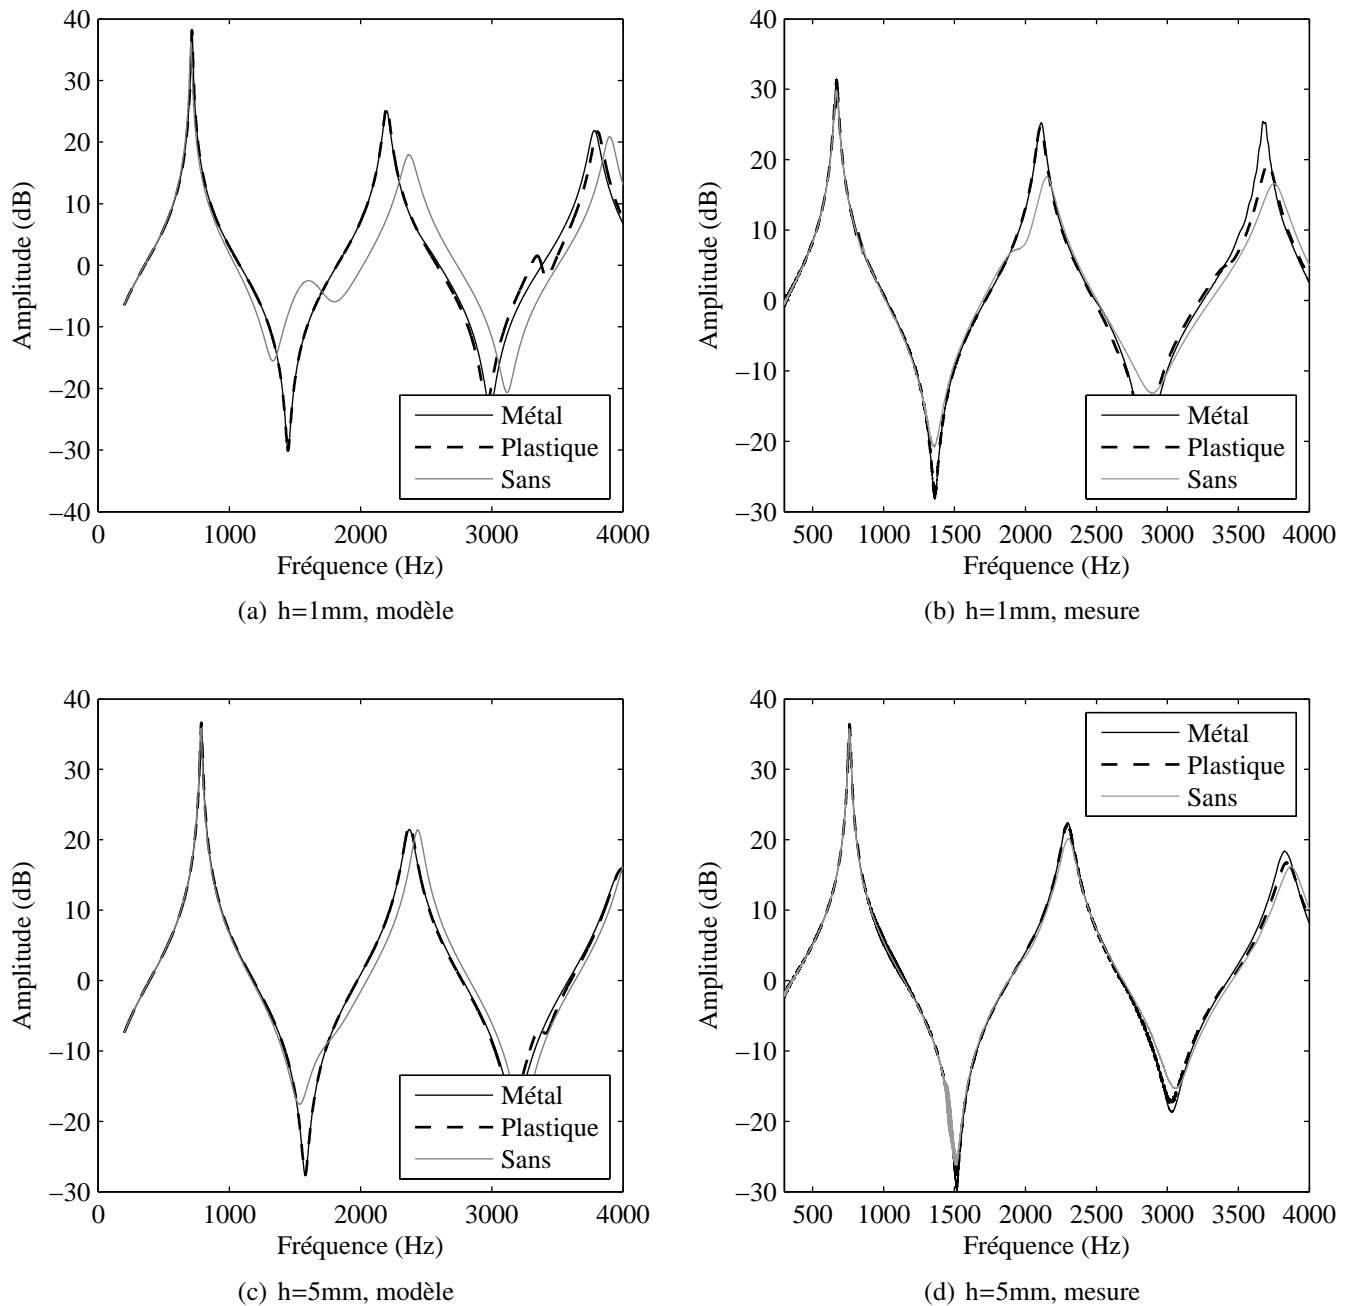 40
30
20
10
0
−10
−20
−30
−40
Amplitude (dB)
Métal
Plastique
Sans
0 1000 2000 3000 4000
Fréquence (Hz)
(a) h=1mm, modèle
40
30
20
10
0
−10
−20
−30
Amplitude (dB)
Métal
Plastique
Sans
500 1000 1500 2000 2500 3000 3500 4000
Fréquence (Hz)
(b) h=1mm, mesure
40
30
20
10
0
−10
−20
−30
Amplitude (dB)
Métal
Plastique
Sans
0 1000 2000 3000 4000
Fréquence (Hz)
(c) h=5mm, modèle
40
30
20
10
0
−10
−20
−30
Amplitude (dB)
Métal
Plastique
Sans
500 1000 1500 2000 2500 3000 3500 4000
Fréquence (Hz)
(d) h=5mm, mesure